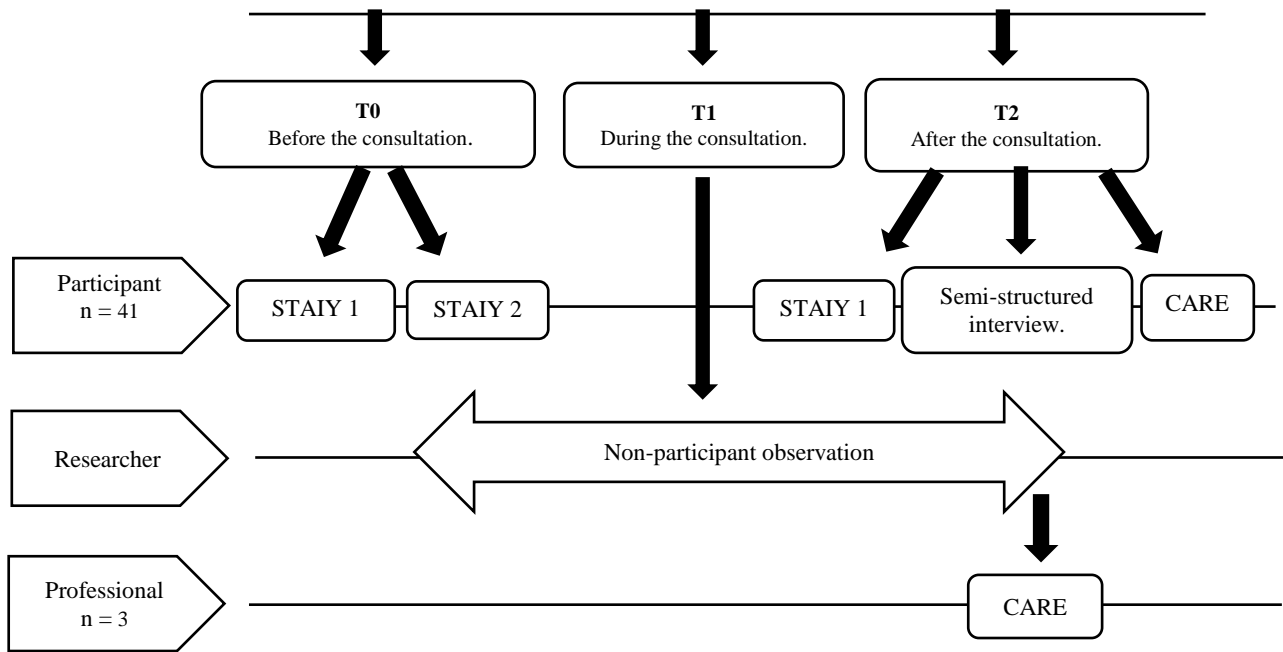 T0
Before the consultation.
T1
During the consultation.
T2
After the consultation.
Participant
n = 41
STAIY 1
STAIY 2
STAIY 1
Semi-structured
interview.
CARE
Researcher
Non-participant observation
Professional
n = 3
CARE